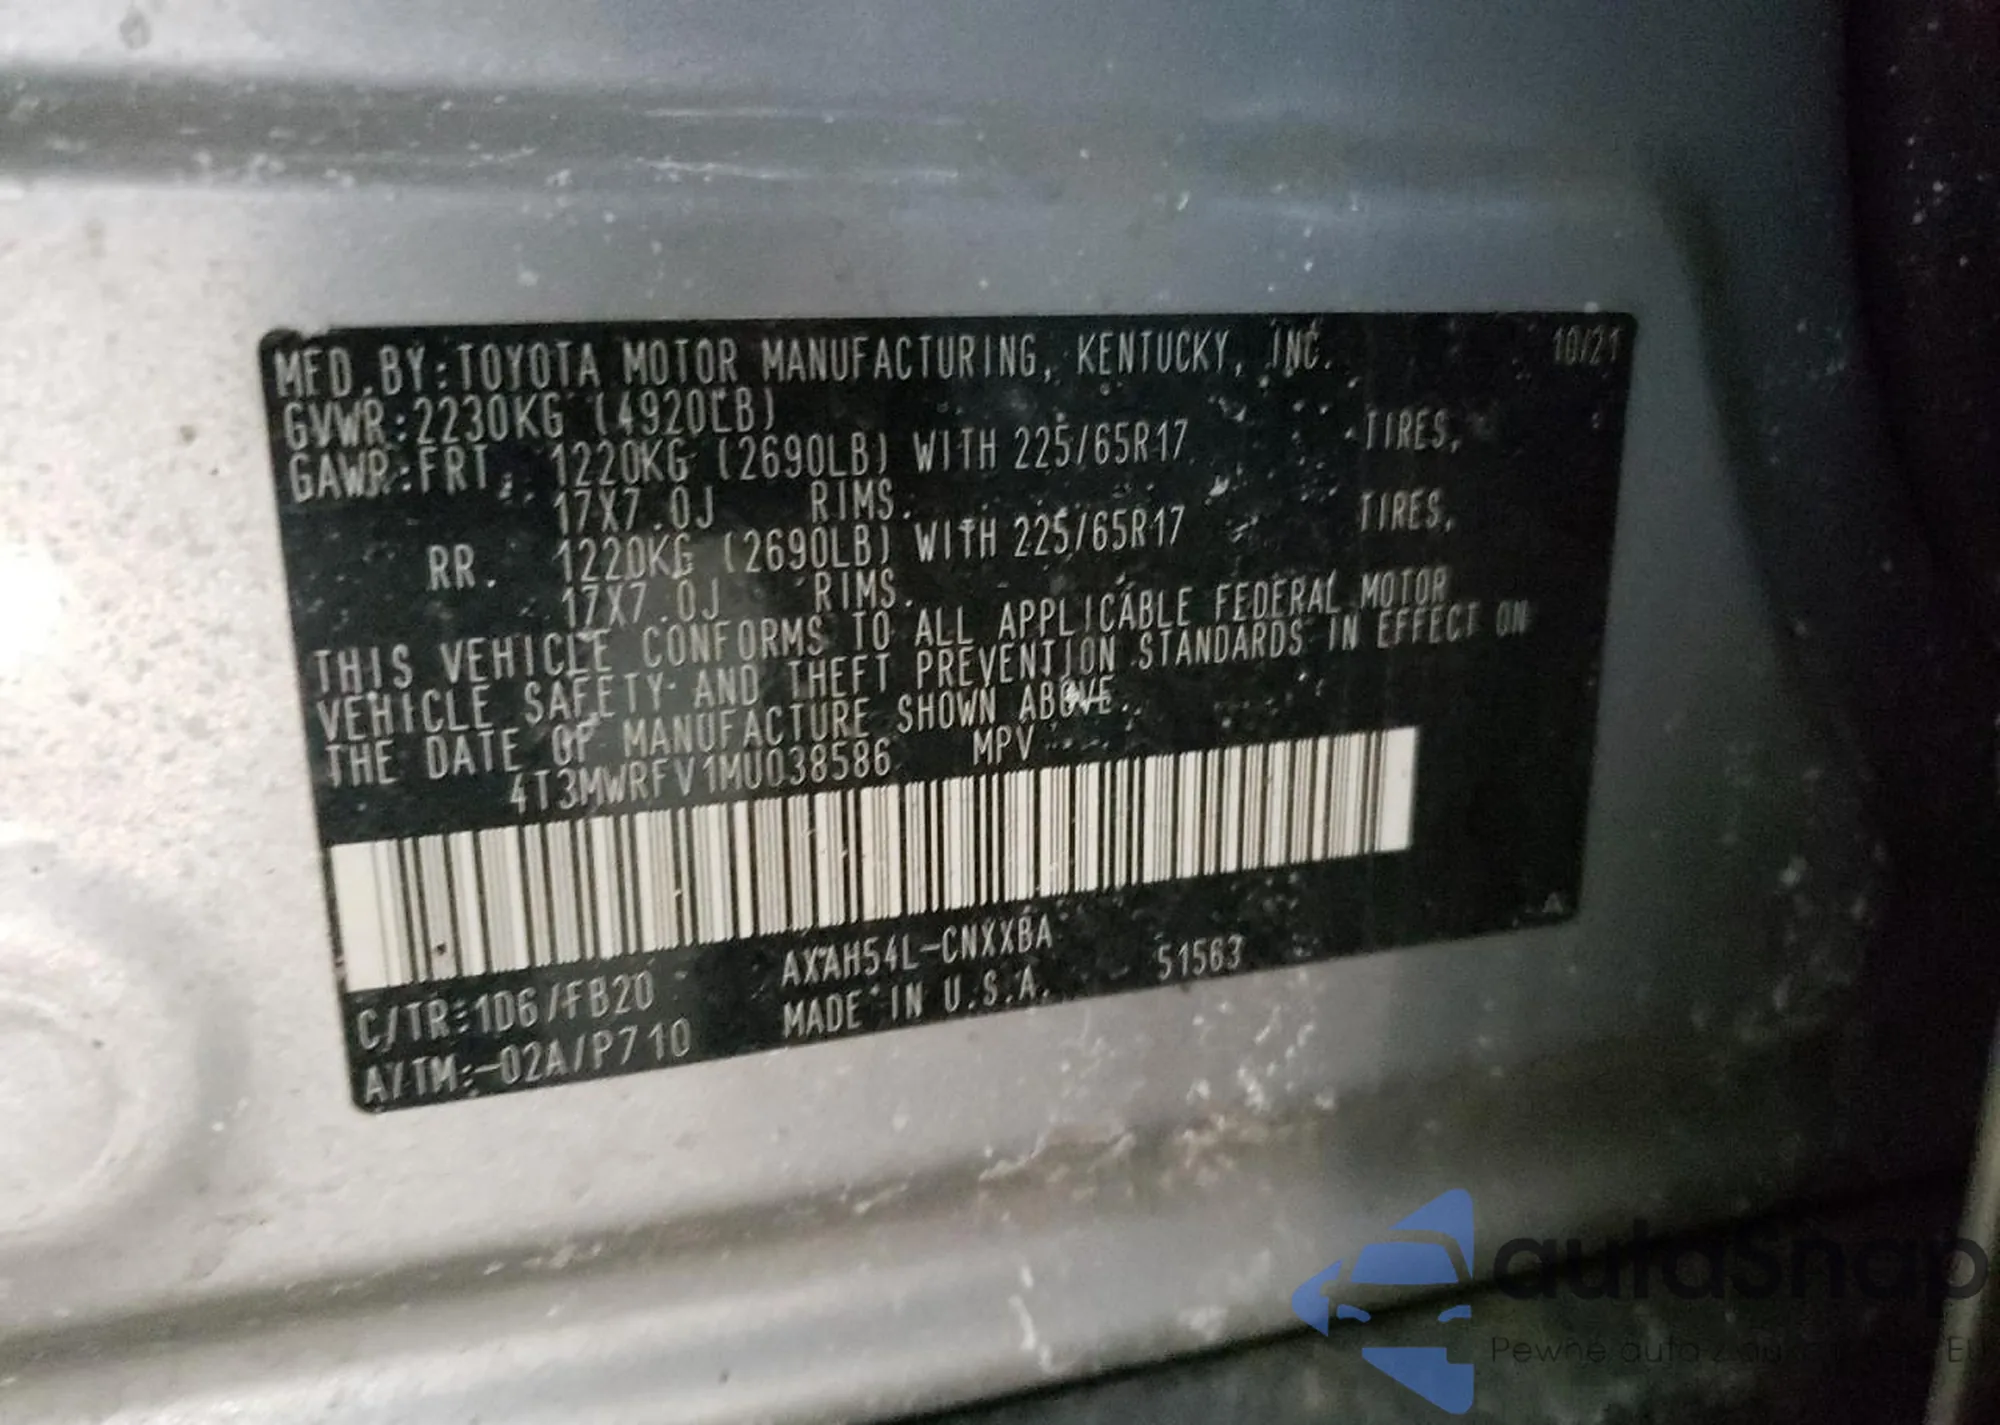 MFD.BY:TOYOTA MOTOR MANUFACTURING, KENTUCKY, INC. 10/21
GVWR:2230KG (4920LB)
GAWR:FRT. 1220KG (2690LB) WITH 225/65R17 TIRES,
17X7.0J RIMS.
RR. 1220KG (2690LB) WITH 225/65R17 TIRES,
17X7.0J RIMS.
THIS VEHICLE CONFORMS TO ALL APPLICABLE FEDERAL MOTOR
VEHICLE SAFETY AND THEFT PREVENTION STANDARDS IN EFFECT ON
THE DATE OF MANUFACTURE SHOWN ABOVE.
4T3MWRFV1MU038586 MPV
C/TR:1D6/FB20 AXAH54L-CNXXBA 51563
A/TM:-02A/P710 MADE IN U.S.A.
autasnap
Pewne auta z